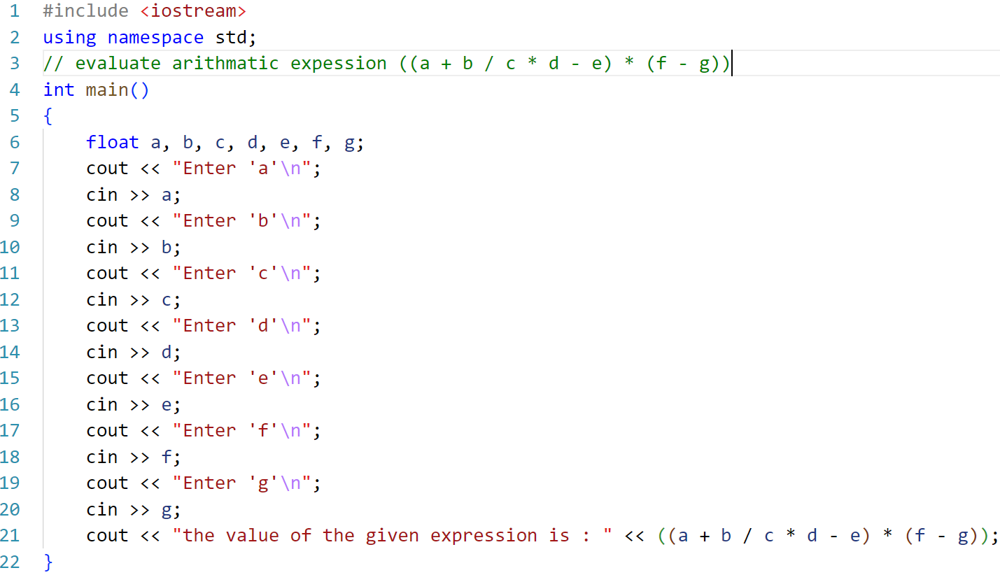 1 #include <iostream>
2 using namespace std;
3 // evaluate arithmatic expession ((a + b / c * d - e) * (f - g))
4 int main()
5 {
6     float a, b, c, d, e, f, g;
7     cout << "Enter 'a'\n";
8     cin >> a;
9     cout << "Enter 'b'\n";
10     cin >> b;
11     cout << "Enter 'c'\n";
12     cin >> c;
13     cout << "Enter 'd'\n";
14     cin >> d;
15     cout << "Enter 'e'\n";
16     cin >> e;
17     cout << "Enter 'f'\n";
18     cin >> f;
19     cout << "Enter 'g'\n";
20     cin >> g;
21     cout << "the value of the given expression is : " << ((a + b / c * d - e) * (f - g));
22 }